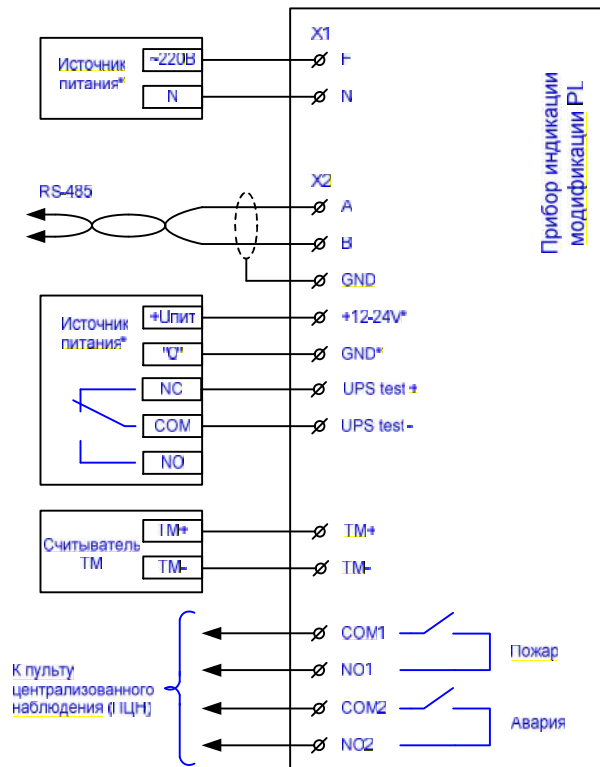 X1
Источник
питания*
~220В
F
N
N
Прибор индикации
модификации PL
RS-485
X2
A
B
GND
Источник
питания*
+Uпит
+12-24V*
"0"
GND*
NC
UPS test+
COM
UPS test-
NO
Считыватель
ТМ
TM+
TM+
TM-
TM-
К пульту
централизованного
наблюдения (ПЦН)
COM1
NO1
Пожар
COM2
NO2
Авария